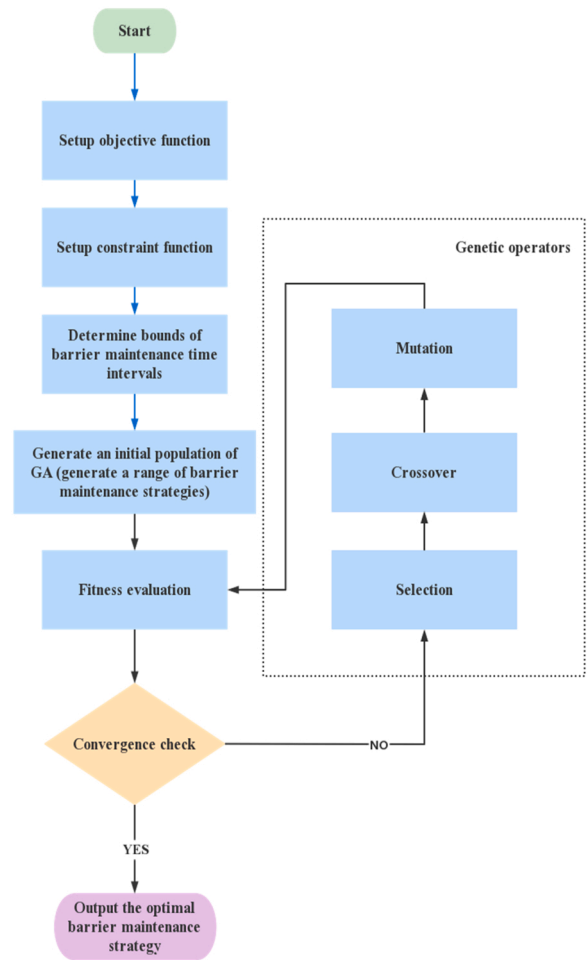 Start
Setup objective function
Setup constraint function
Determine bounds of
barrier maintenance time
intervals
Generate an initial population of
GA (generate a range of barrier
maintenance strategies)
Fitness evaluation
Convergence check
YES
Output the optimal
barrier maintenance
strategy
NO
Genetic operators
Mutation
Crossover
Selection